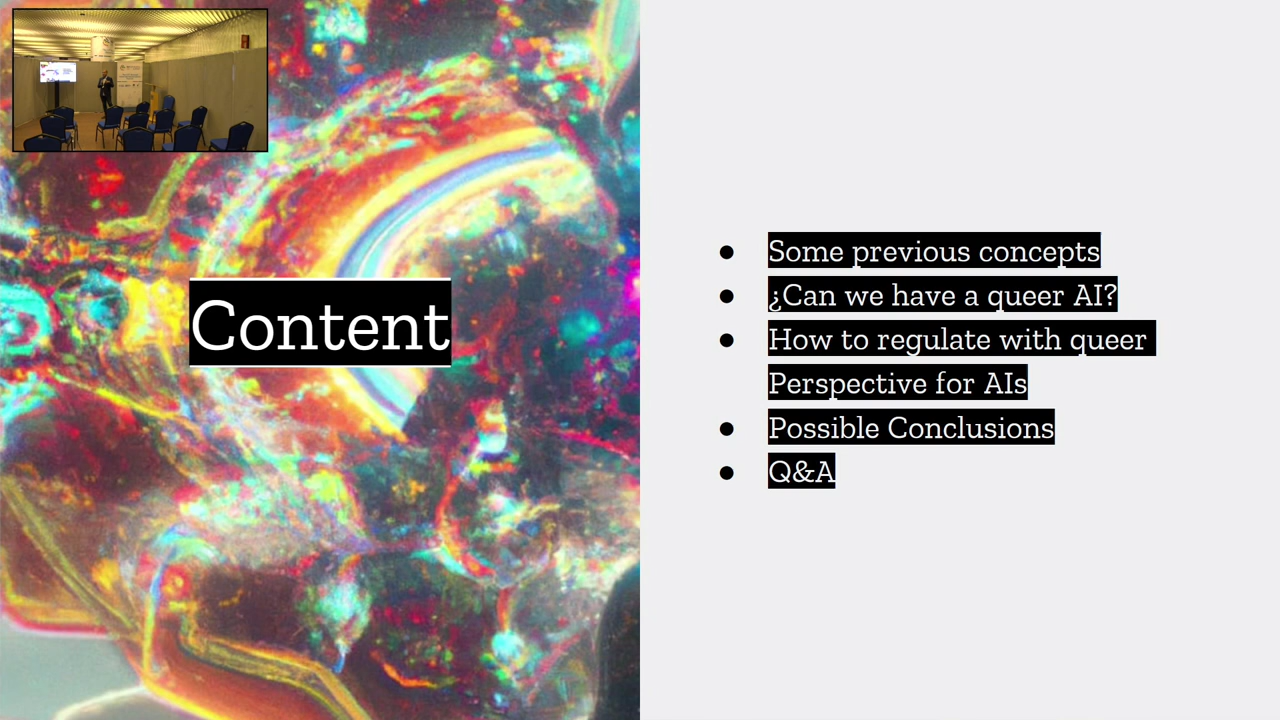 Content
Some previous concepts
¿Can we have a queer AI?
How to regulate with queer
Perspective for AIs
Possible Conclusions
Q&A